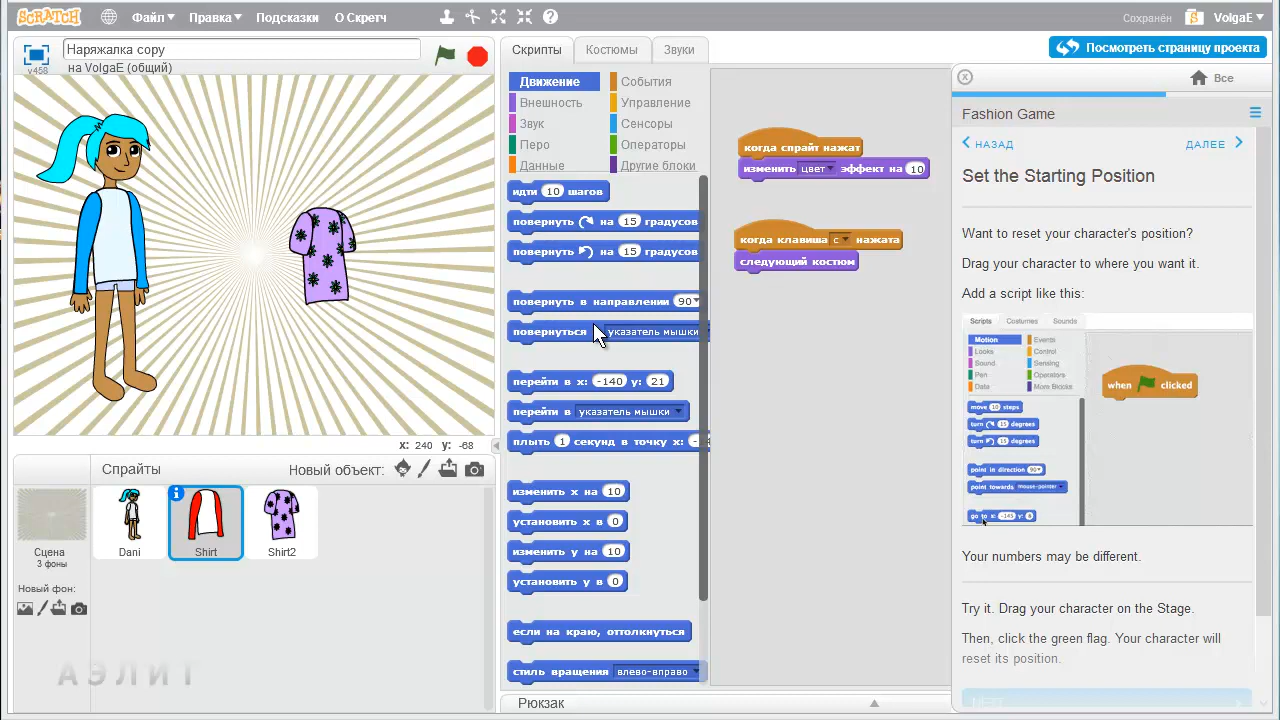 SCRATCH Файл Правка Подсказки О Скретч Сохранён VolgaE
v458 Наряжалка сору
на VolgaE (общий)
Скрипты Костюмы Звуки
Посмотреть страницу проекта
Движение События
Внешность Управление
Звук Сенсоры
Перо Операторы
Данные Другие блоки
идти 10 шагов
повернуть на 15 градусов
повернуть на 15 градусов
повернуть в направлении 90
повернуться указатель мышки
перейти в x: -140 y: 21
перейти в указатель мышки
плыть 1 секунд в точку x:
изменить x на 10
установить x в 0
изменить y на 10
установить y в 0
если на краю, оттолкнуться
стиль вращения влево-вправо
когда спрайт нажат
изменить цвет эффект на 10
когда клавиша c нажата
следующий костюм
Рюкзак
x: 240 y: -68
Спрайты Новый объект:
Сцена
3 фоны
Новый фон:
Dani Shirt Shirt2
АЭЛИТ
Все
Fashion Game
НАЗАД ДАЛЕЕ
Set the Starting Position
Want to reset your character's position?
Drag your character to where you want it.
Add a script like this:
Scripts Costumes Sounds
Motion Events
Looks Control
Sound Sensing
Pen Operators
Data More Blocks
move 10 steps
turn 15 degrees
turn 15 degrees
point in direction 90
point towards mouse-pointer
go to x: -145 y:
when clicked
Your numbers may be different.
Try it. Drag your character on the Stage.
Then, click the green flag. Your character will
reset its position.